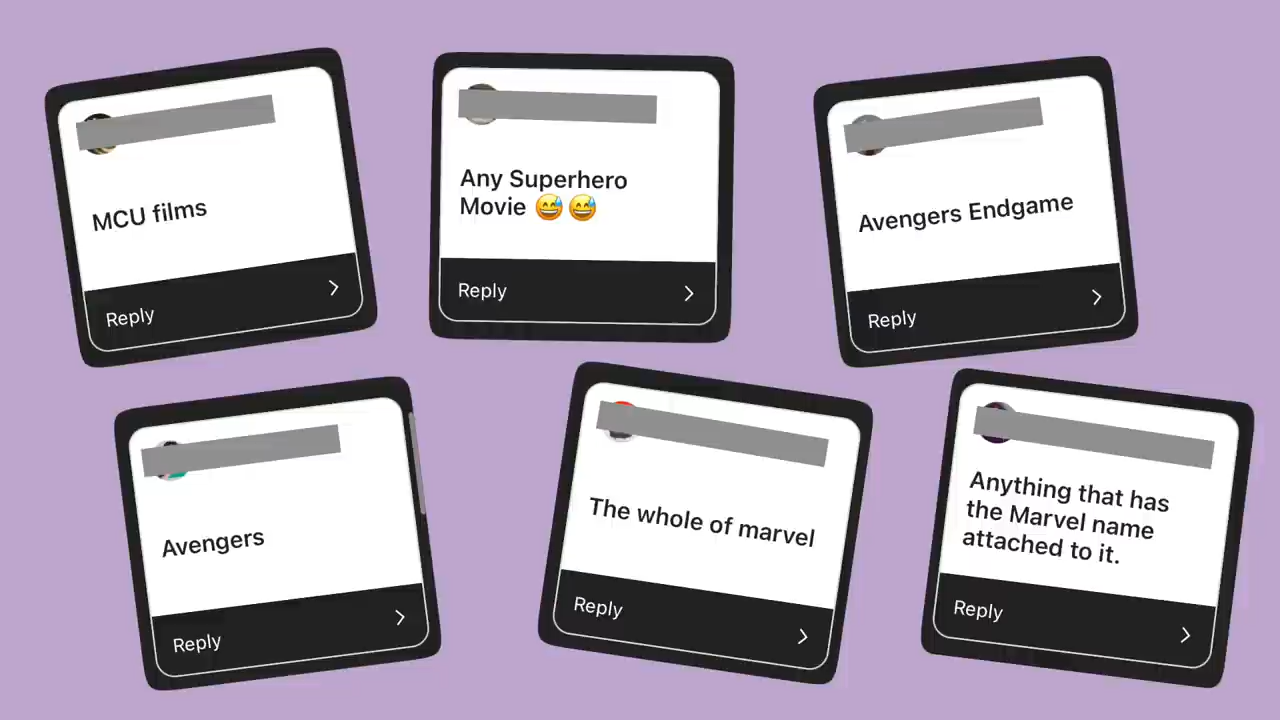 MCU films
Reply
Any Superhero
Movie 😅 😅
Reply
Avengers Endgame
Reply
Avengers
Reply
The whole of marvel
Reply
Anything that has
the Marvel name
attached to it.
Reply